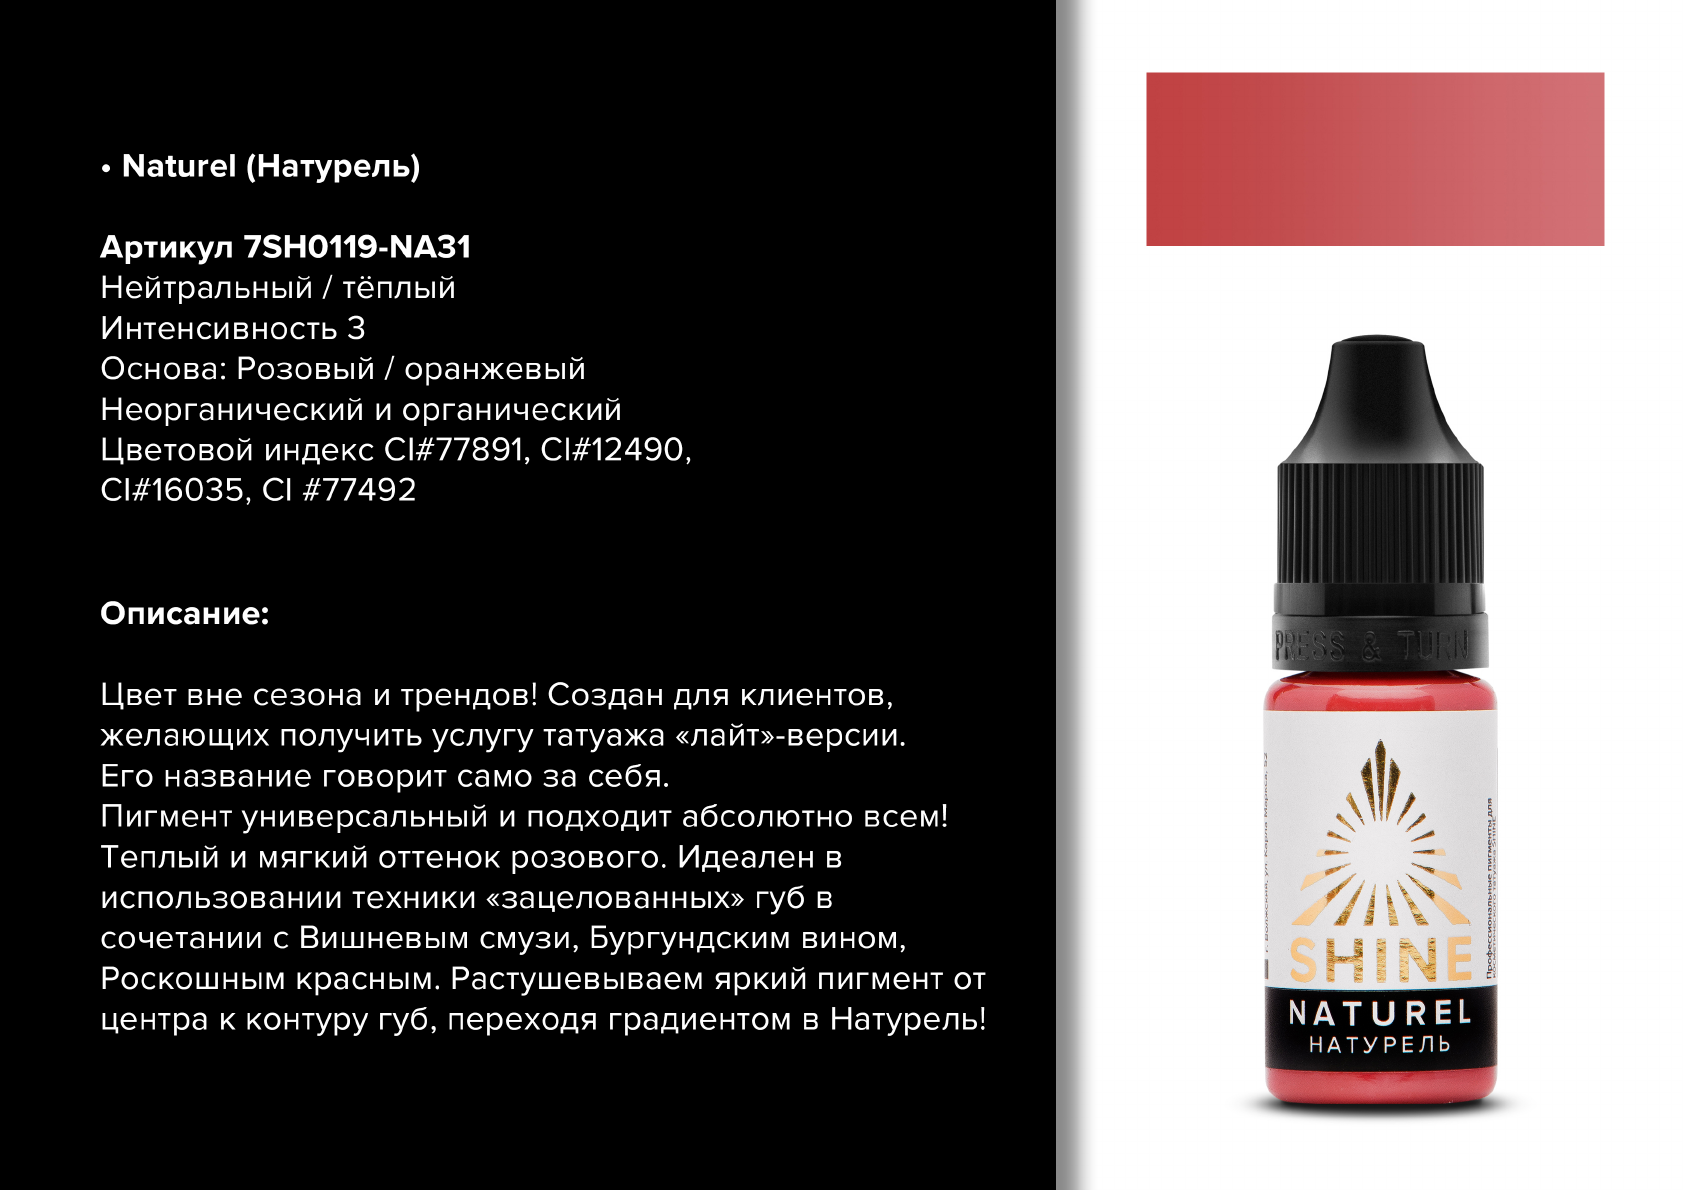 • Naturel (Натурель)
Артикул 7SH0119-NA31
Нейтральный / тёплый
Интенсивность 3
Основа: Розовый / оранжевый
Неорганический и органический
Цветовой индекс CI#77891, CI#12490,
CI#16035, CI #77492
Описание:
Цвет вне сезона и трендов! Создан для клиентов,
желающих получить услугу татуажа «лайт»-версии.
Его название говорит само за себя.
Пигмент универсальный и подходит абсолютно всем!
Теплый и мягкий оттенок розового. Идеален в
использовании техники «зацелованных» губ в
сочетании с Вишневым смузи, Бургундским вином,
Роскошным красным. Растушевываем яркий пигмент от
центра к контуру губ, переходя градиентом в Натурель!
PRESS & TURN
SHINE
NATUREL
НАТУРЕЛЬ
Профессиональные пигменты для